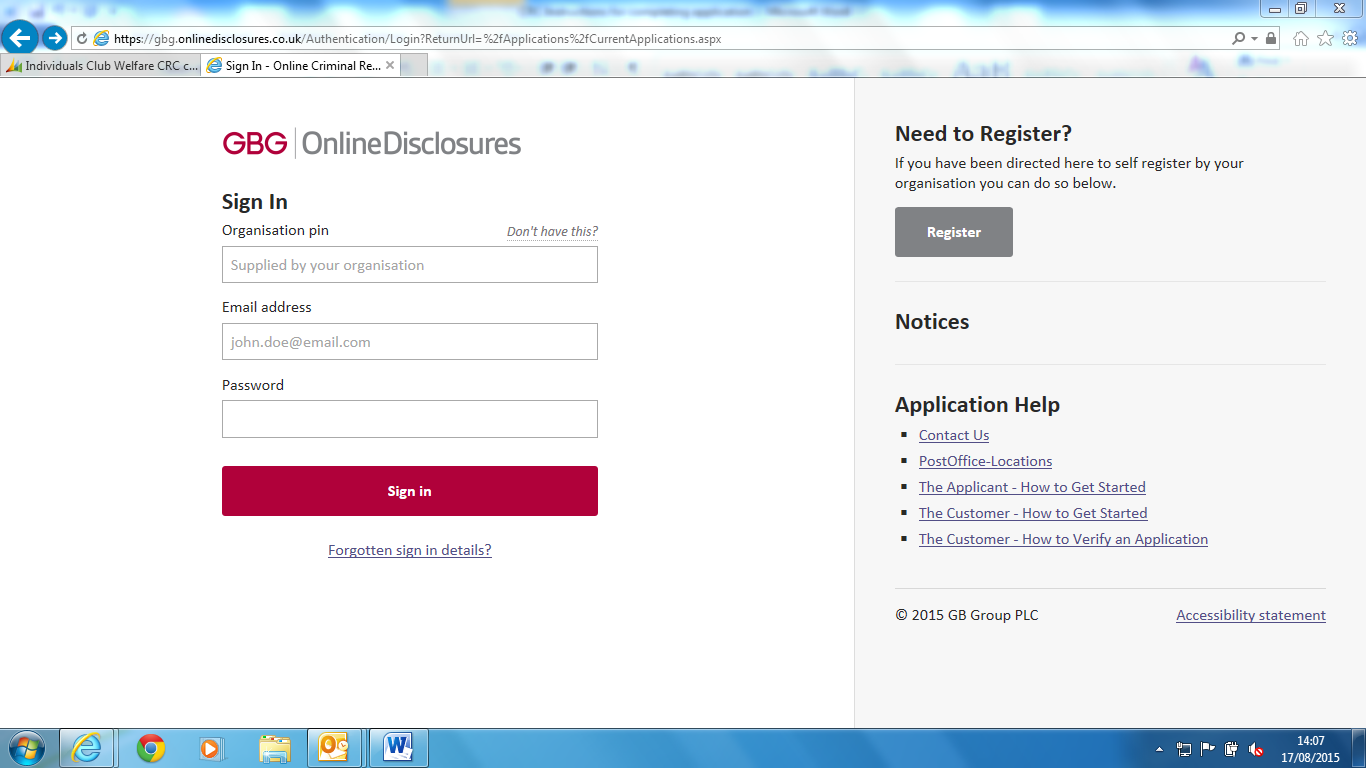 https://gbg.onlinedisclosures.co.uk/Authentication/Login?ReturnUrl=%2fApplications%2fCurrentApplications.aspx
Individuals Club Welfare CRC c...
Sign In - Online Criminal Re...
GBG | OnlineDisclosures
Sign In
Organisation pin
Don't have this?
Supplied by your organisation
Email address
john.doe@email.com
Password
Sign in
Forgotten sign in details?
Need to Register?
If you have been directed here to self register by your
organisation you can do so below.
Register
Notices
Application Help
Contact Us
PostOffice-Locations
The Applicant - How to Get Started
The Customer - How to Get Started
The Customer - How to Verify an Application
© 2015 GB Group PLC
Accessibility statement
14:07
17/08/2015